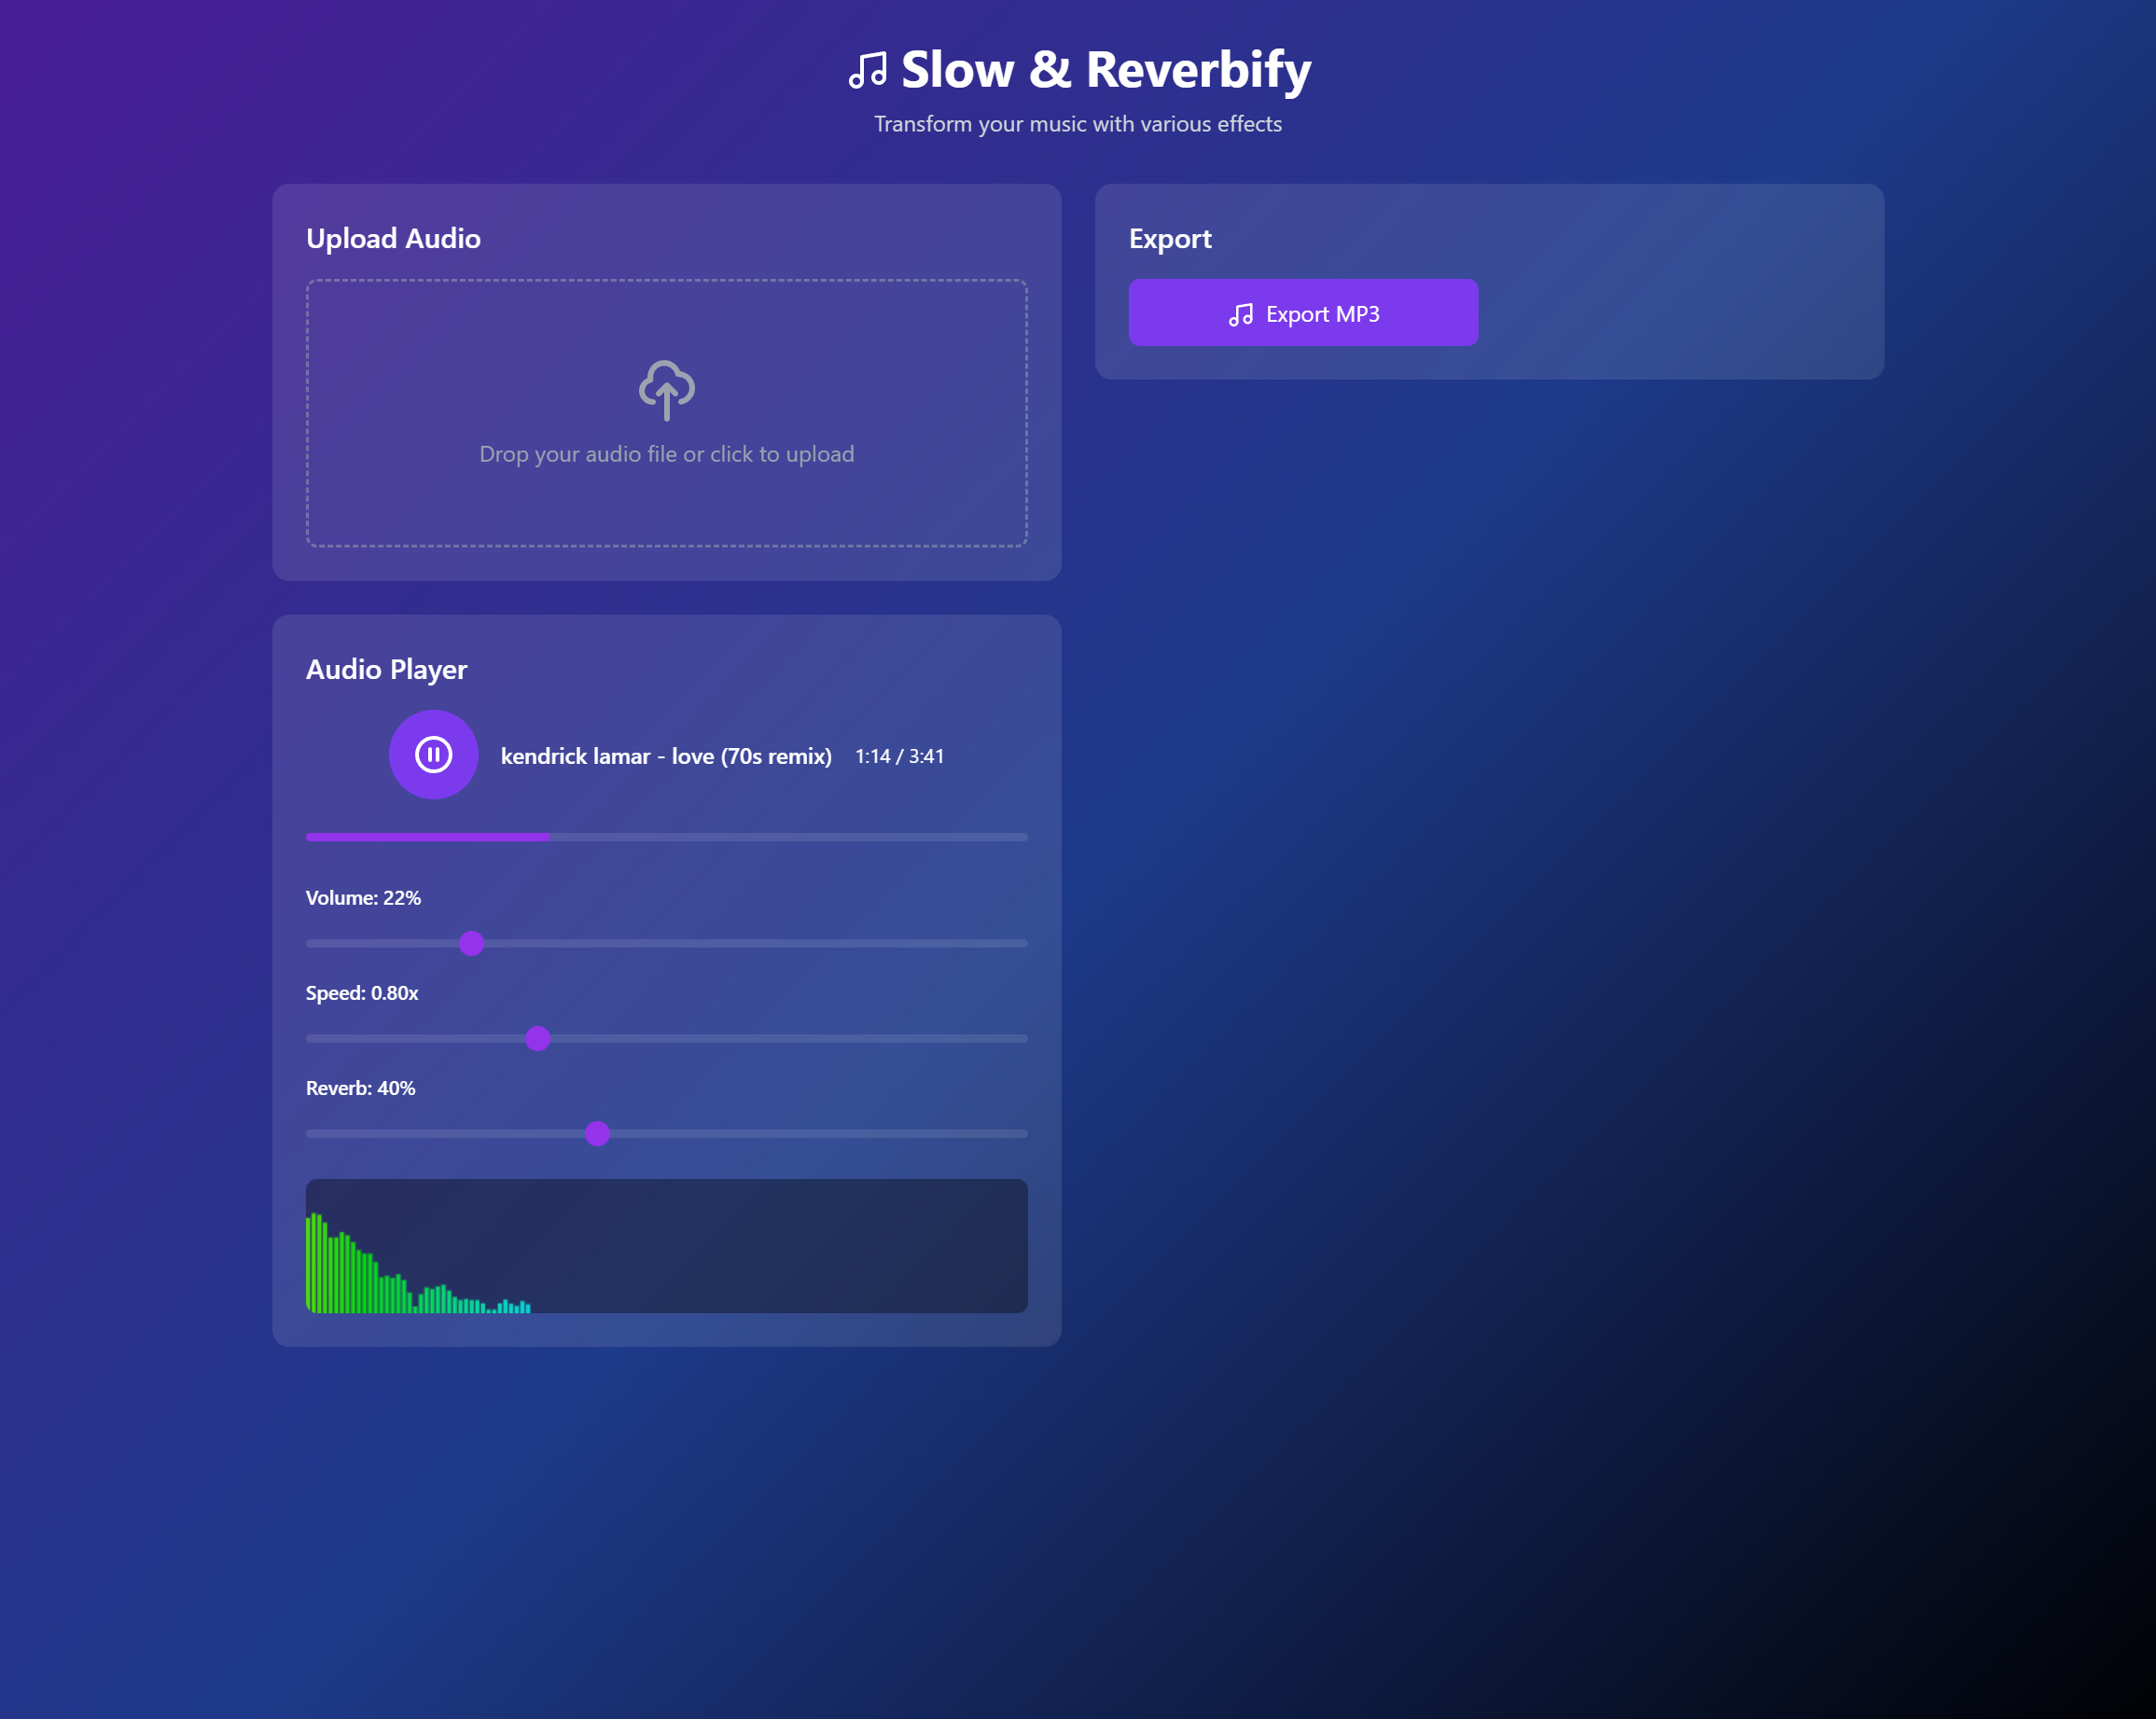 Slow & Reverbify
Transform your music with various effects
Upload Audio
Drop your audio file or click to upload
Export
Export MP3
Audio Player
kendrick lamar - love (70s remix) 1:14 / 3:41
Volume: 22%
Speed: 0.80x
Reverb: 40%